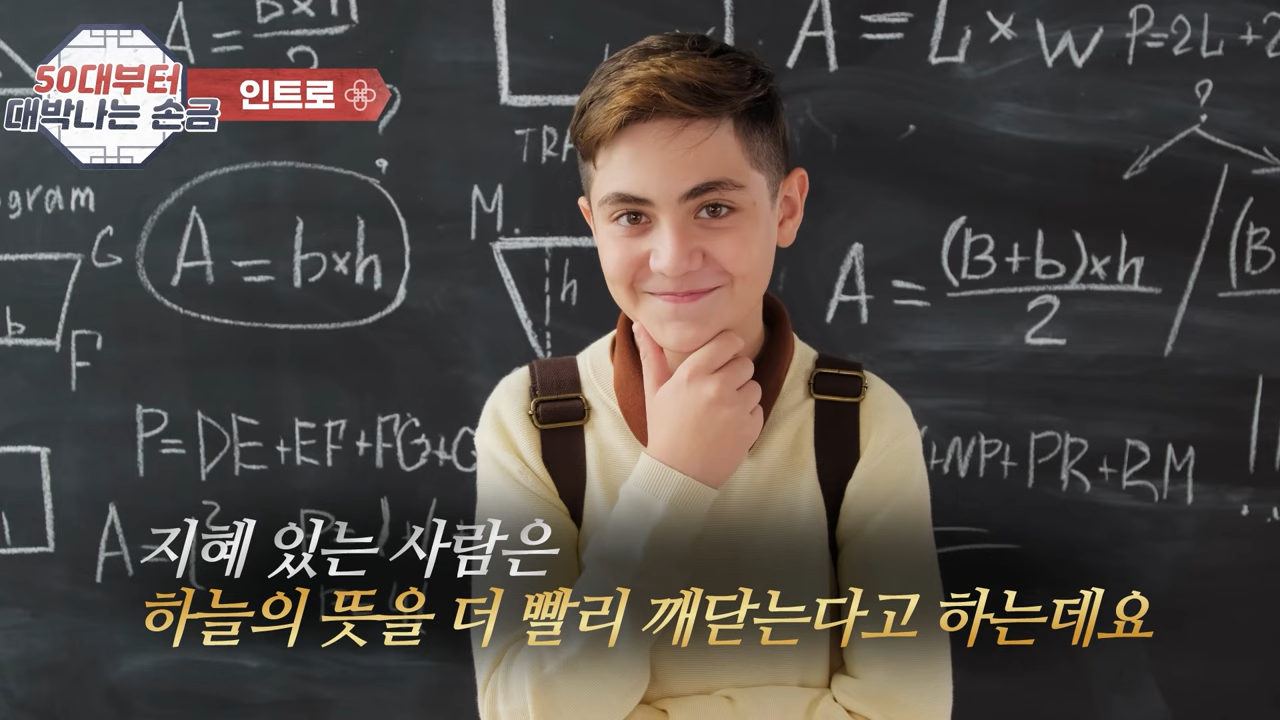 50대부터
대박나는 손금
인트로
A = b×h / 2
A = L × W P=2L +2
TRA
gram
M.
G
A = b×h
h
A = (B+b)×h / 2
(B
b
F
P= DE+EF+FG+G
+NP+ PR+RM
A =
지혜 있는 사람은
하늘의 뜻을 더 빨리 깨닫는다고 하는데요